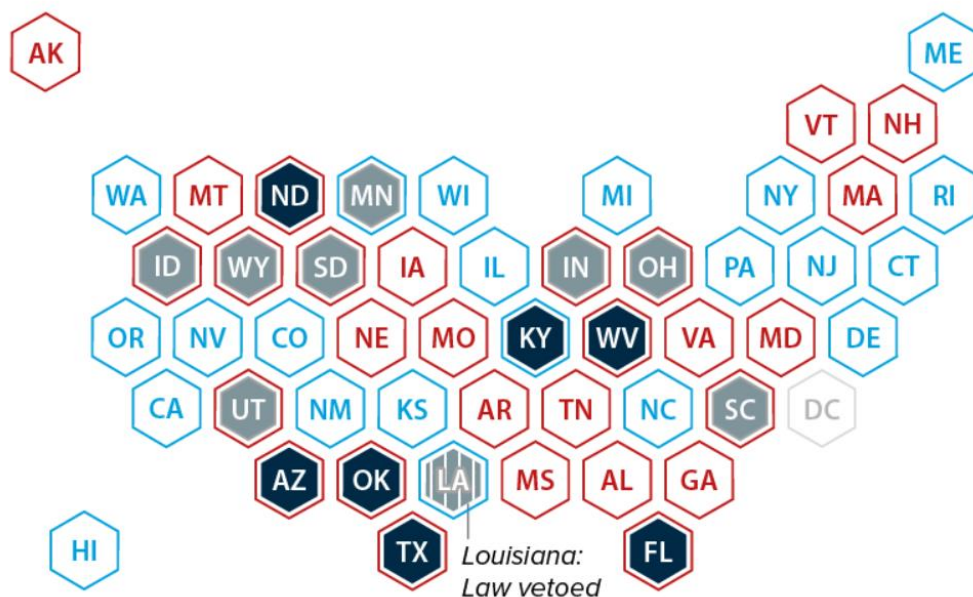 AK ME
VT NH
WA MT ND MN WI MI NY MA RI
ID WY SD IA IL IN OH PA NJ CT
OR NV CO NE MO KY WV VA MD DE
CA UT NM KS AR TN NC SC DC
AZ OK LA MS AL GA
HI TX FL
Louisiana:
Law vetoed